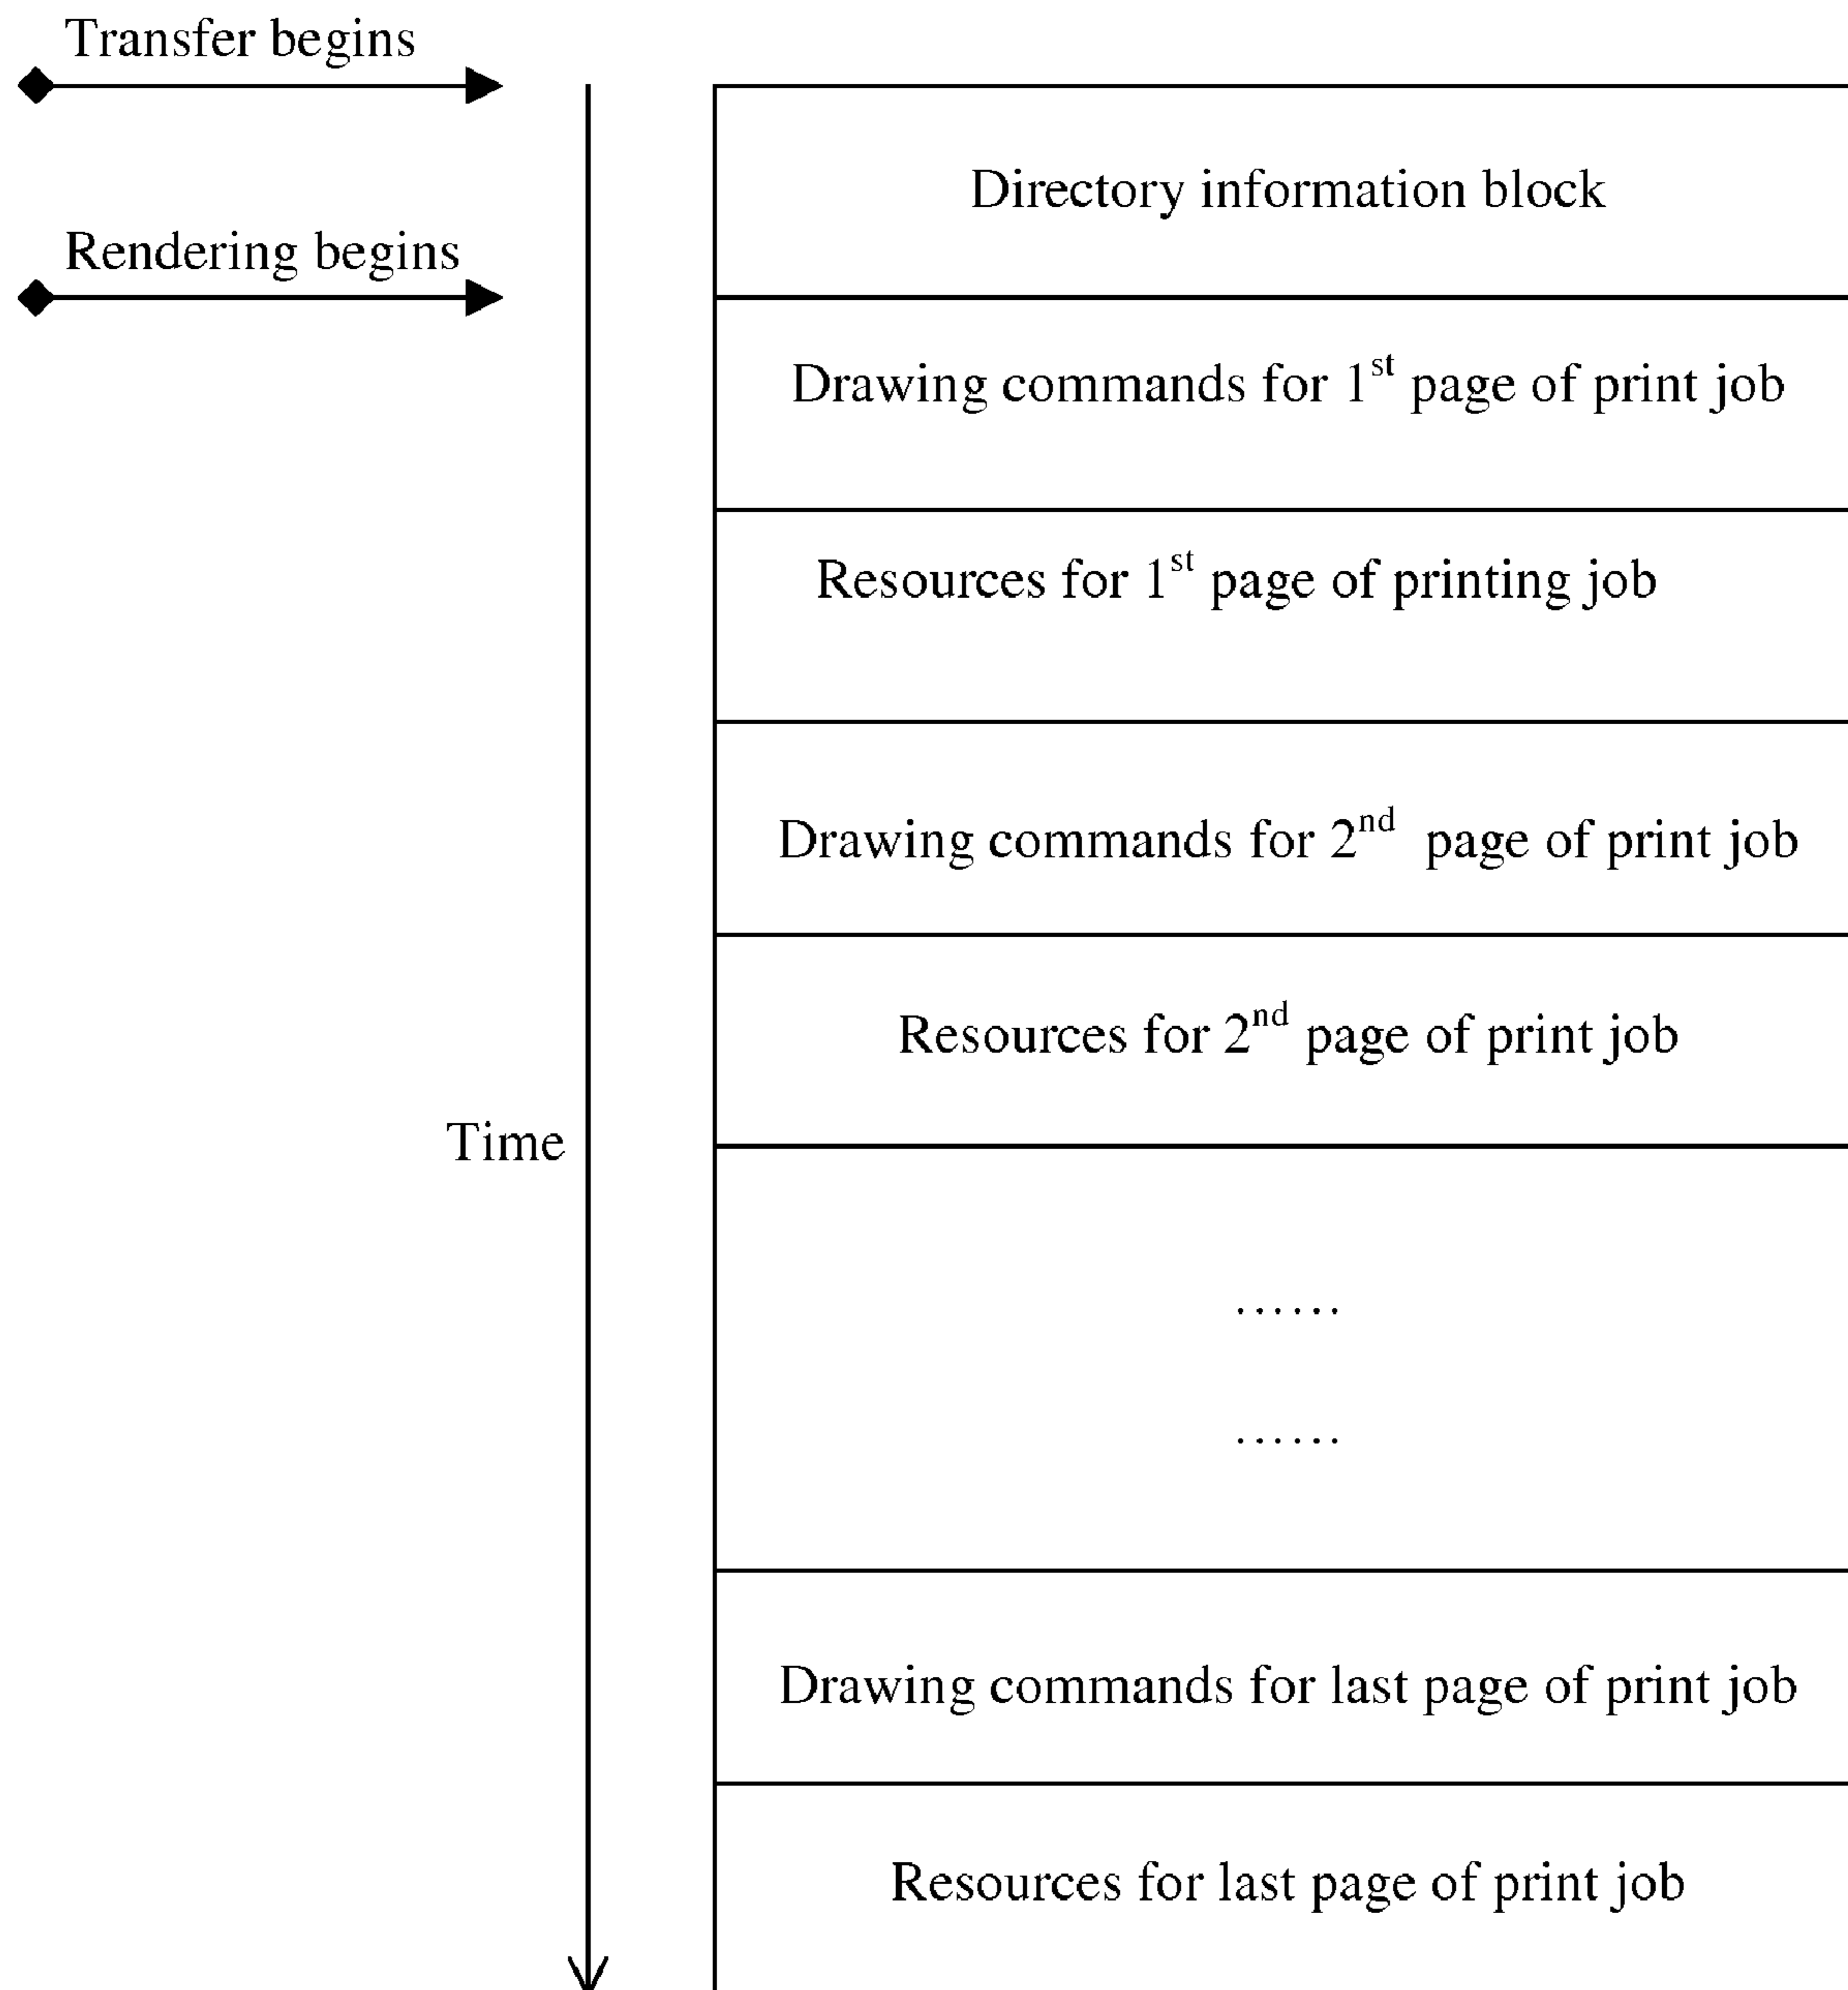 Transfer begins
Directory information block
Rendering begins
Drawing commands for 1st page of print job
Resources for 1st page of printing job
Drawing commands for 2nd page of print job
Resources for 2nd page of print job
Time
......
......
Drawing commands for last page of print job
Resources for last page of print job